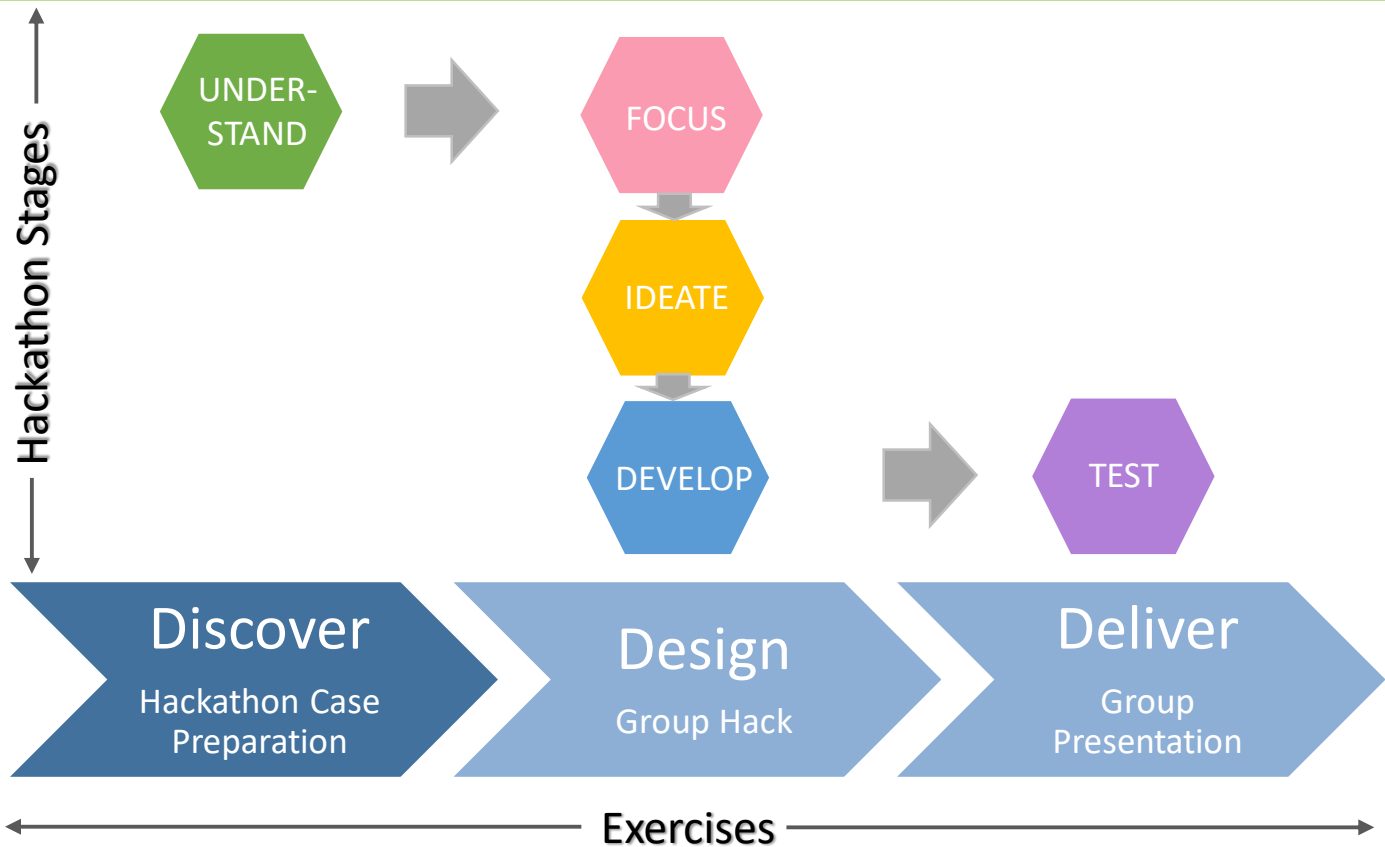 Hackathon Stages
UNDER-
STAND
FOCUS
IDEATE
DEVELOP
TEST
Discover
Hackathon Case
Preparation
Design
Group Hack
Deliver
Group
Presentation
Exercises